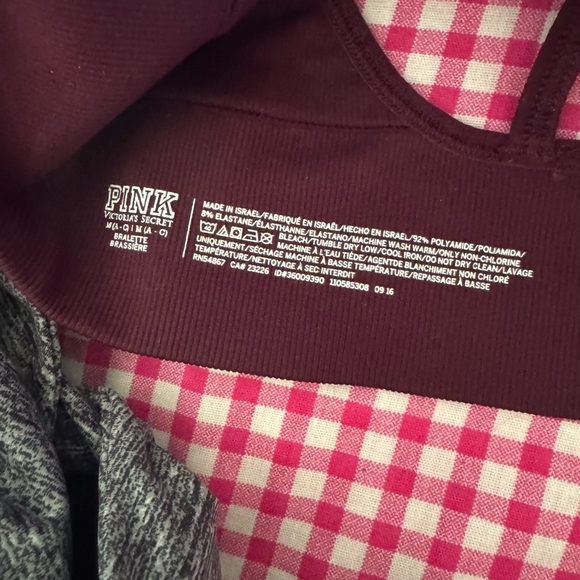 PINK
VICTORIA'S SECRET
M (A - C) | M (A - C)
BRALETTE
BRASSIÈRE
MADE IN ISRAEL/FABRIQUÉ EN ISRAËL/HECHO EN ISRAEL/92% POLYAMIDE/POLIAMIDA/
8% ELASTANE/ÉLASTHANNE/ELASTANO/MACHINE WASH WARM/ONLY NON-CHLORINE
BLEACH/TUMBLE DRY LOW/COOL IRON/DO NOT DRY CLEAN/LAVAGE
MACHINE À L'EAU TIÈDE/AGENTDE BLANCHIMENT NON CHLORÉ
UNIQUEMENT/SÉCHAGE MACHINE À BASSE TEMPÉRATURE/REPASSAGE À BASSE
TEMPÉRATURE/NETTOYAGE À SEC INTERDIT
RN54867 CA# 23226 ID#36009390 110585308 09 16